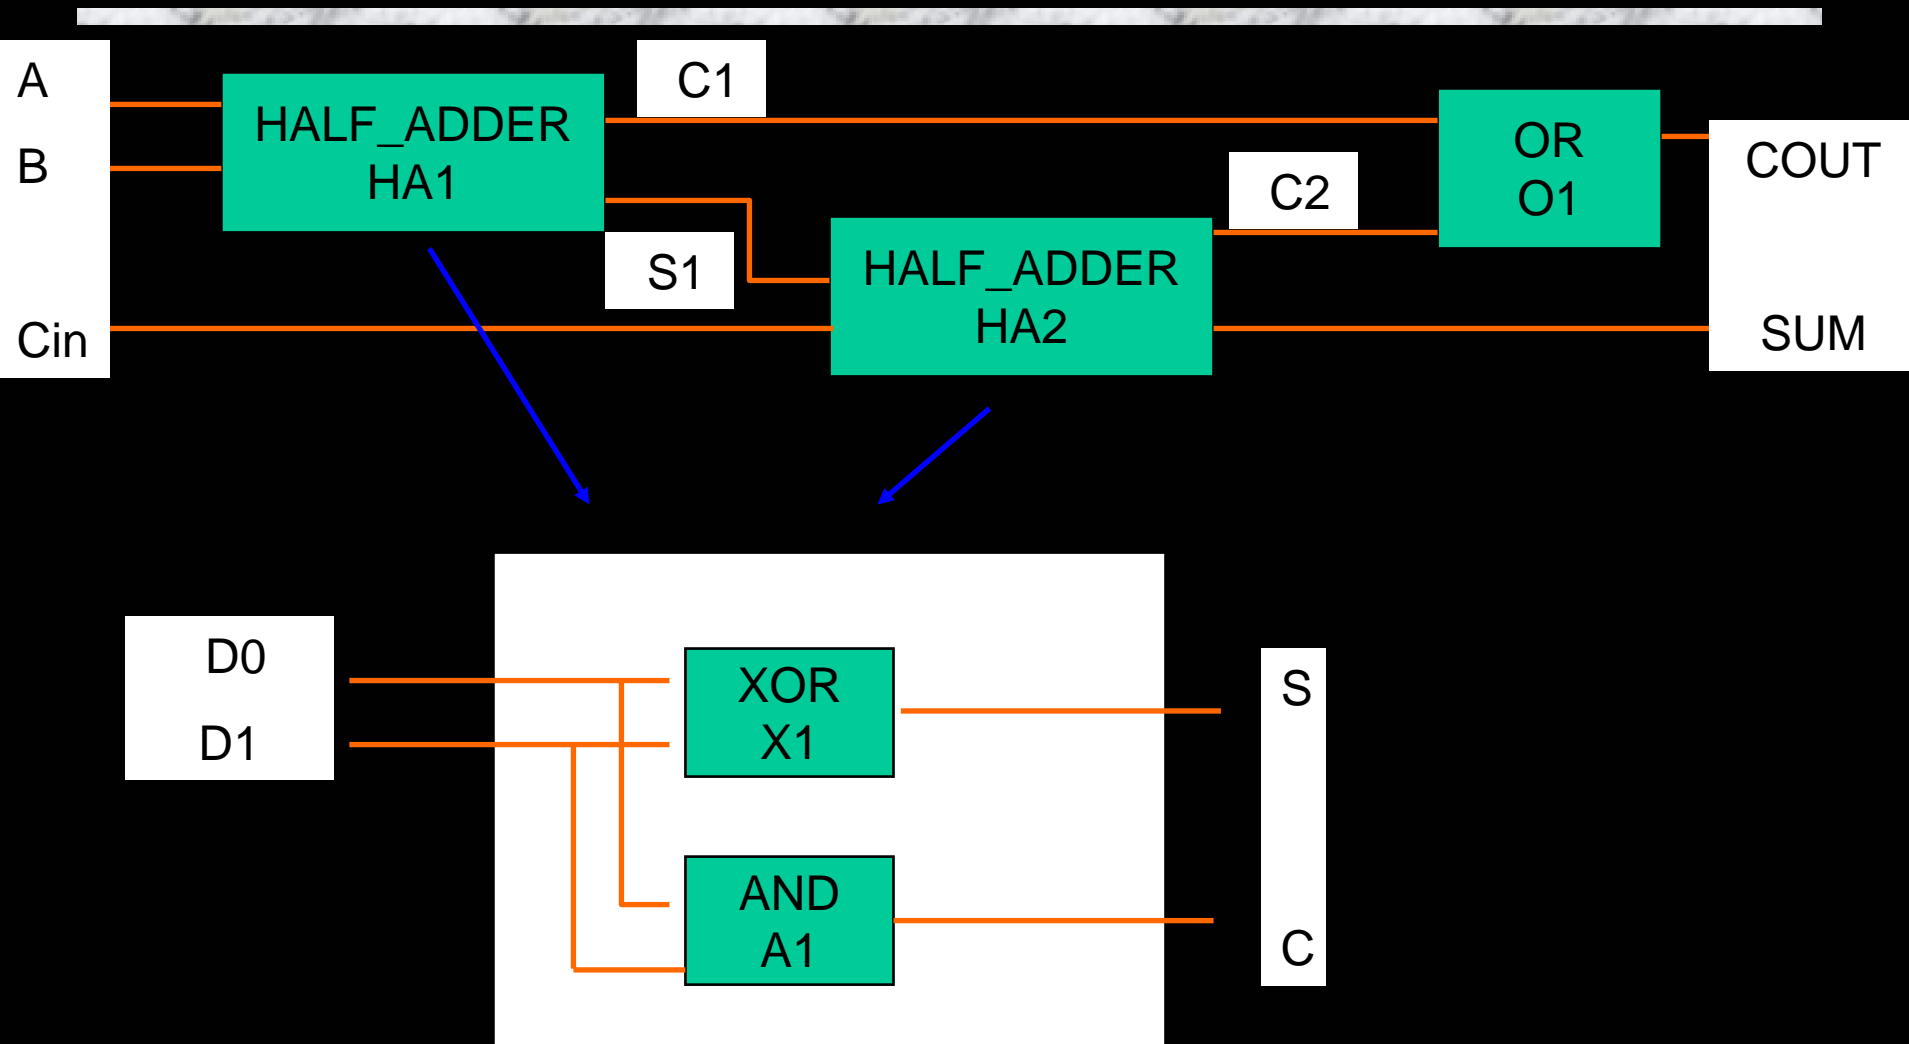 A
B
Cin
HALF_ADDER
HA1
C1
S1
HALF_ADDER
HA2
C2
OR
O1
COUT
SUM
D0
D1
XOR
X1
AND
A1
S
C